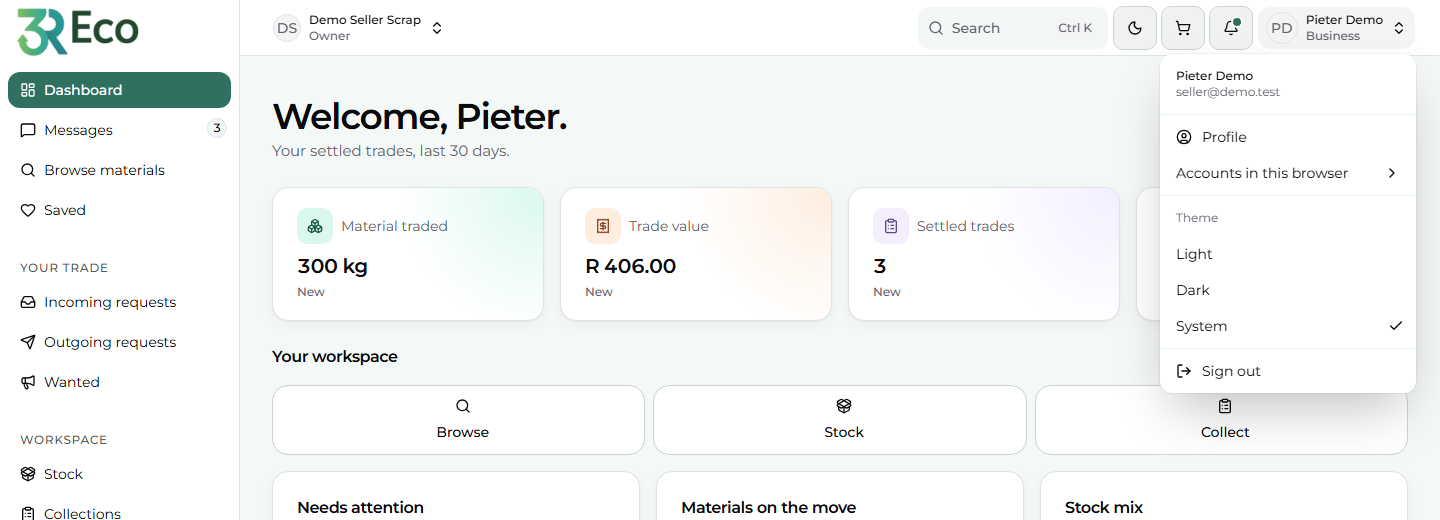 3R Eco
Demo Seller Scrap
Owner
DS
Search
Ctrl K
PD
Pieter Demo
Business
Dashboard
Messages
3
Browse materials
Saved
YOUR TRADE
Incoming requests
Outgoing requests
Wanted
WORKSPACE
Stock
Collections
Welcome, Pieter.
Your settled trades, last 30 days.
Material traded
300 kg
New
Trade value
R 406.00
New
Settled trades
3
New
Your workspace
Browse
Stock
Collect
Needs attention
Materials on the move
Stock mix
Pieter Demo
seller@demo.test
Profile
Accounts in this browser
Theme
Light
Dark
System
Sign out